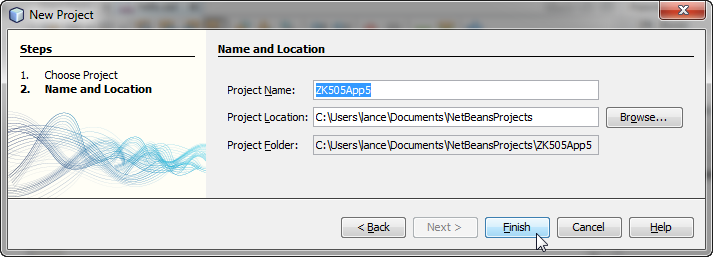 New Project
Steps
1. Choose Project
2. Name and Location
Name and Location
Project Name: ZK505App5
Project Location: C:\Users\lance\Documents\NetBeansProjects Browse...
Project Folder: C:\Users\lance\Documents\NetBeansProjects\ZK505App5
< Back Next > Finish Cancel Help